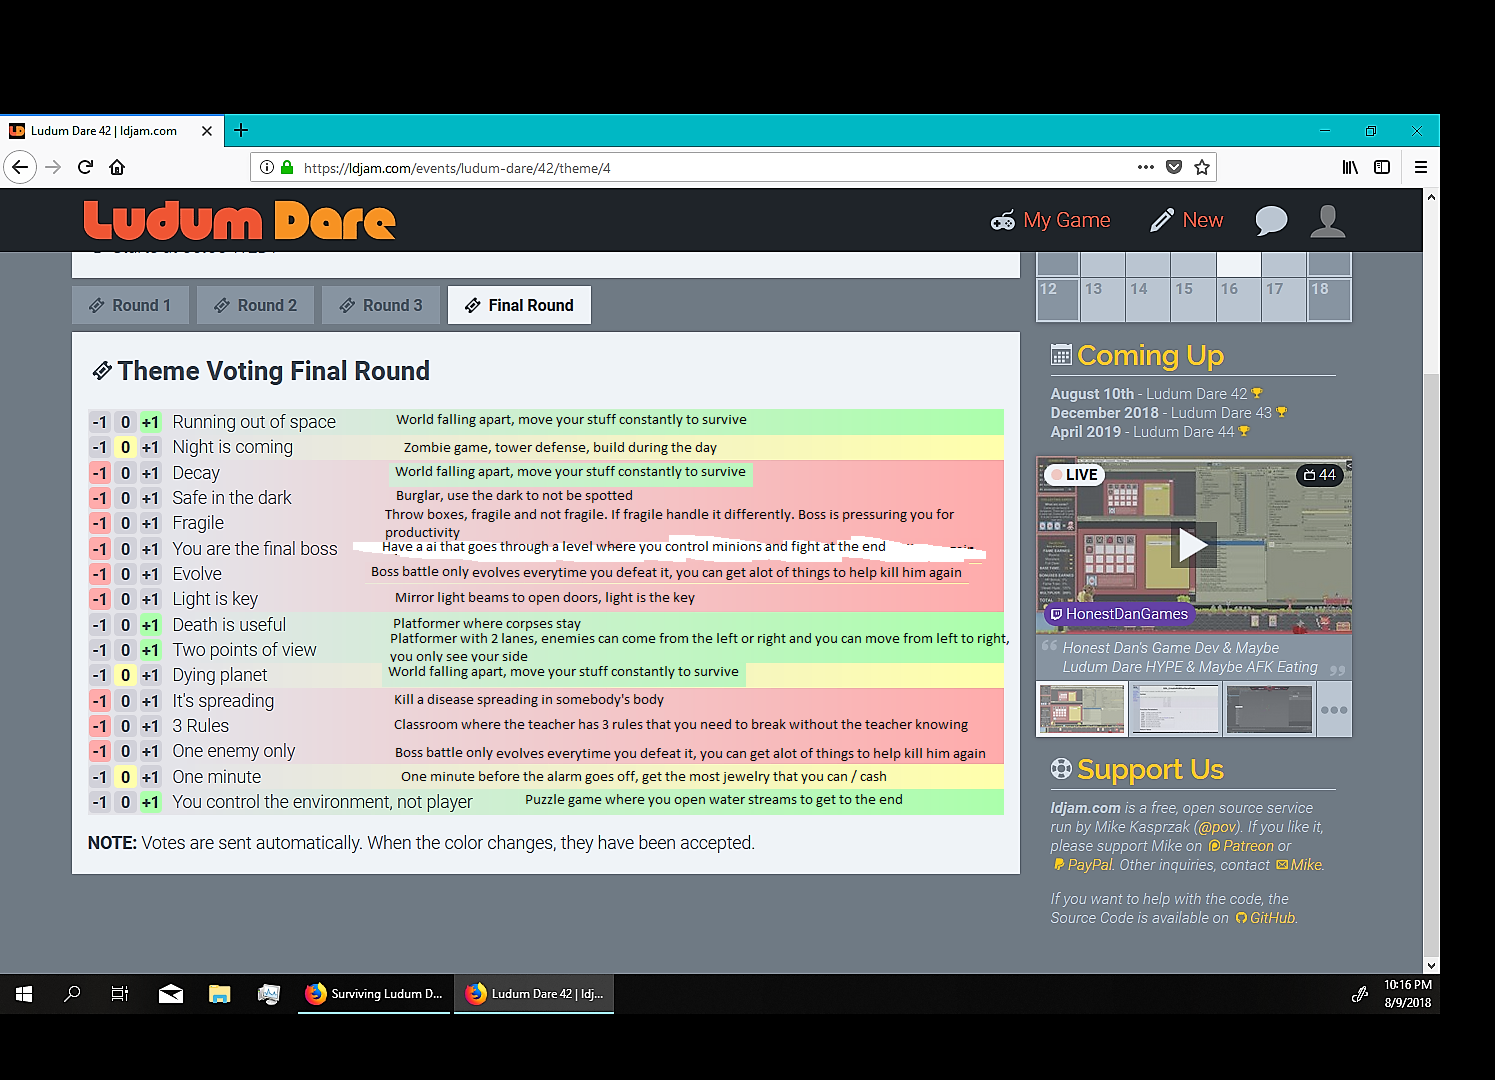 Ludum Dare 42 | ldjam.com
https://ldjam.com/events/ludum-dare/42/theme/4
LuDum Dare
My Game
New
Round 1
Round 2
Round 3
Final Round
12 13 14 15 16 17 18
Theme Voting Final Round
-1 0 +1 Running out of space World falling apart, move your stuff constantly to survive
-1 0 +1 Night is coming Zombie game, tower defense, build during the day
-1 0 +1 Decay World falling apart, move your stuff constantly to survive
-1 0 +1 Safe in the dark Burglar, use the dark to not be spotted
-1 0 +1 Fragile Throw boxes, fragile and not fragile. If fragile handle it differently. Boss is pressuring you for
productivity
-1 0 +1 You are the final boss Have a ai that goes through a level where you control minions and fight at the end
-1 0 +1 Evolve Boss battle only evolves everytime you defeat it, you can get alot of things to help kill him again
-1 0 +1 Light is key Mirror light beams to open doors, light is the key
-1 0 +1 Death is useful Platformer where corpses stay
-1 0 +1 Two points of view Platformer with 2 lanes, enemies can come from the left or right and you can move from left to right,
you only see your side
-1 0 +1 Dying planet World falling apart, move your stuff constantly to survive
-1 0 +1 It's spreading Kill a disease spreading in somebody's body
-1 0 +1 3 Rules Classroom where the teacher has 3 rules that you need to break without the teacher knowing
-1 0 +1 One enemy only Boss battle only evolves everytime you defeat it, you can get alot of things to help kill him again
-1 0 +1 One minute One minute before the alarm goes off, get the most jewelry that you can / cash
-1 0 +1 You control the environment, not player Puzzle game where you open water streams to get to the end
NOTE: Votes are sent automatically. When the color changes, they have been accepted.
Coming Up
August 10th - Ludum Dare 42
December 2018 - Ludum Dare 43
April 2019 - Ludum Dare 44
LIVE
44
HonestDanGames
Honest Dan's Game Dev & Maybe
Ludum Dare HYPE & Maybe AFK Eating
Support Us
ldjam.com is a free, open source service
run by Mike Kasprzak (@pov). If you like it,
please support Mike on Patreon or
PayPal. Other inquiries, contact Mike.
If you want to help with the code, the
Source Code is available on GitHub.
Surviving Ludum D...
Ludum Dare 42 | ldj...
10:16 PM
8/9/2018